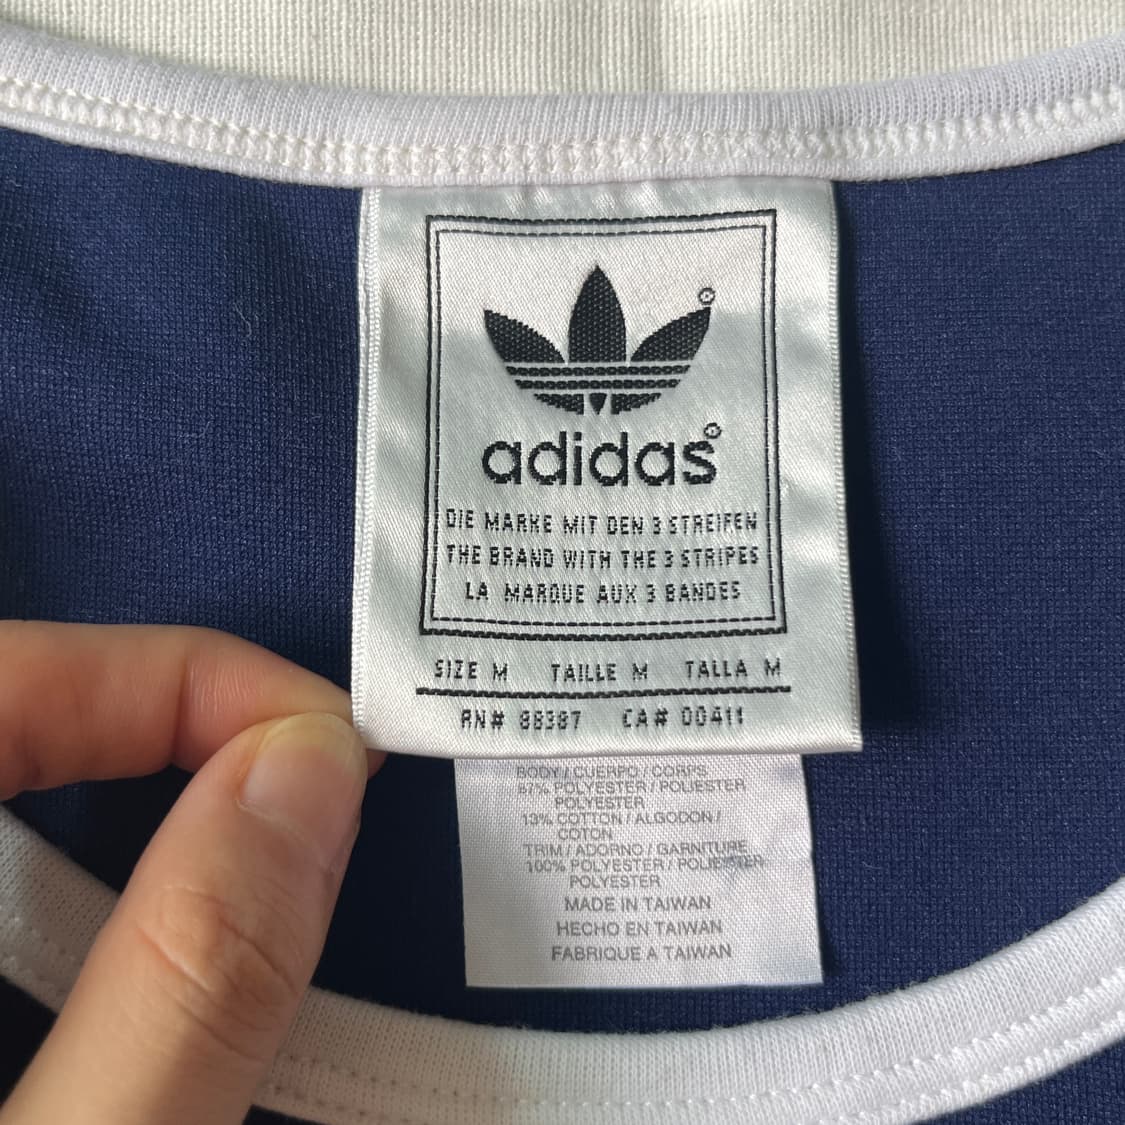 adidas
DIE MARKE MIT DEN 3 STREIFEN
THE BRAND WITH THE 3 STRIPES
LA MARQUE AUX 3 BANDES
SIZE M TAILLE M TALLA M
RN# 88387 CA# 00411
BODY / CUERPO / CORPS
87% POLYESTER / POLIESTER
POLYESTER
13% COTTON / ALGODON /
COTON
TRIM / ADORNO / GARNITURE
100% POLYESTER / POLIESTER
POLYESTER
MADE IN TAIWAN
HECHO EN TAIWAN
FABRIQUE A TAIWAN